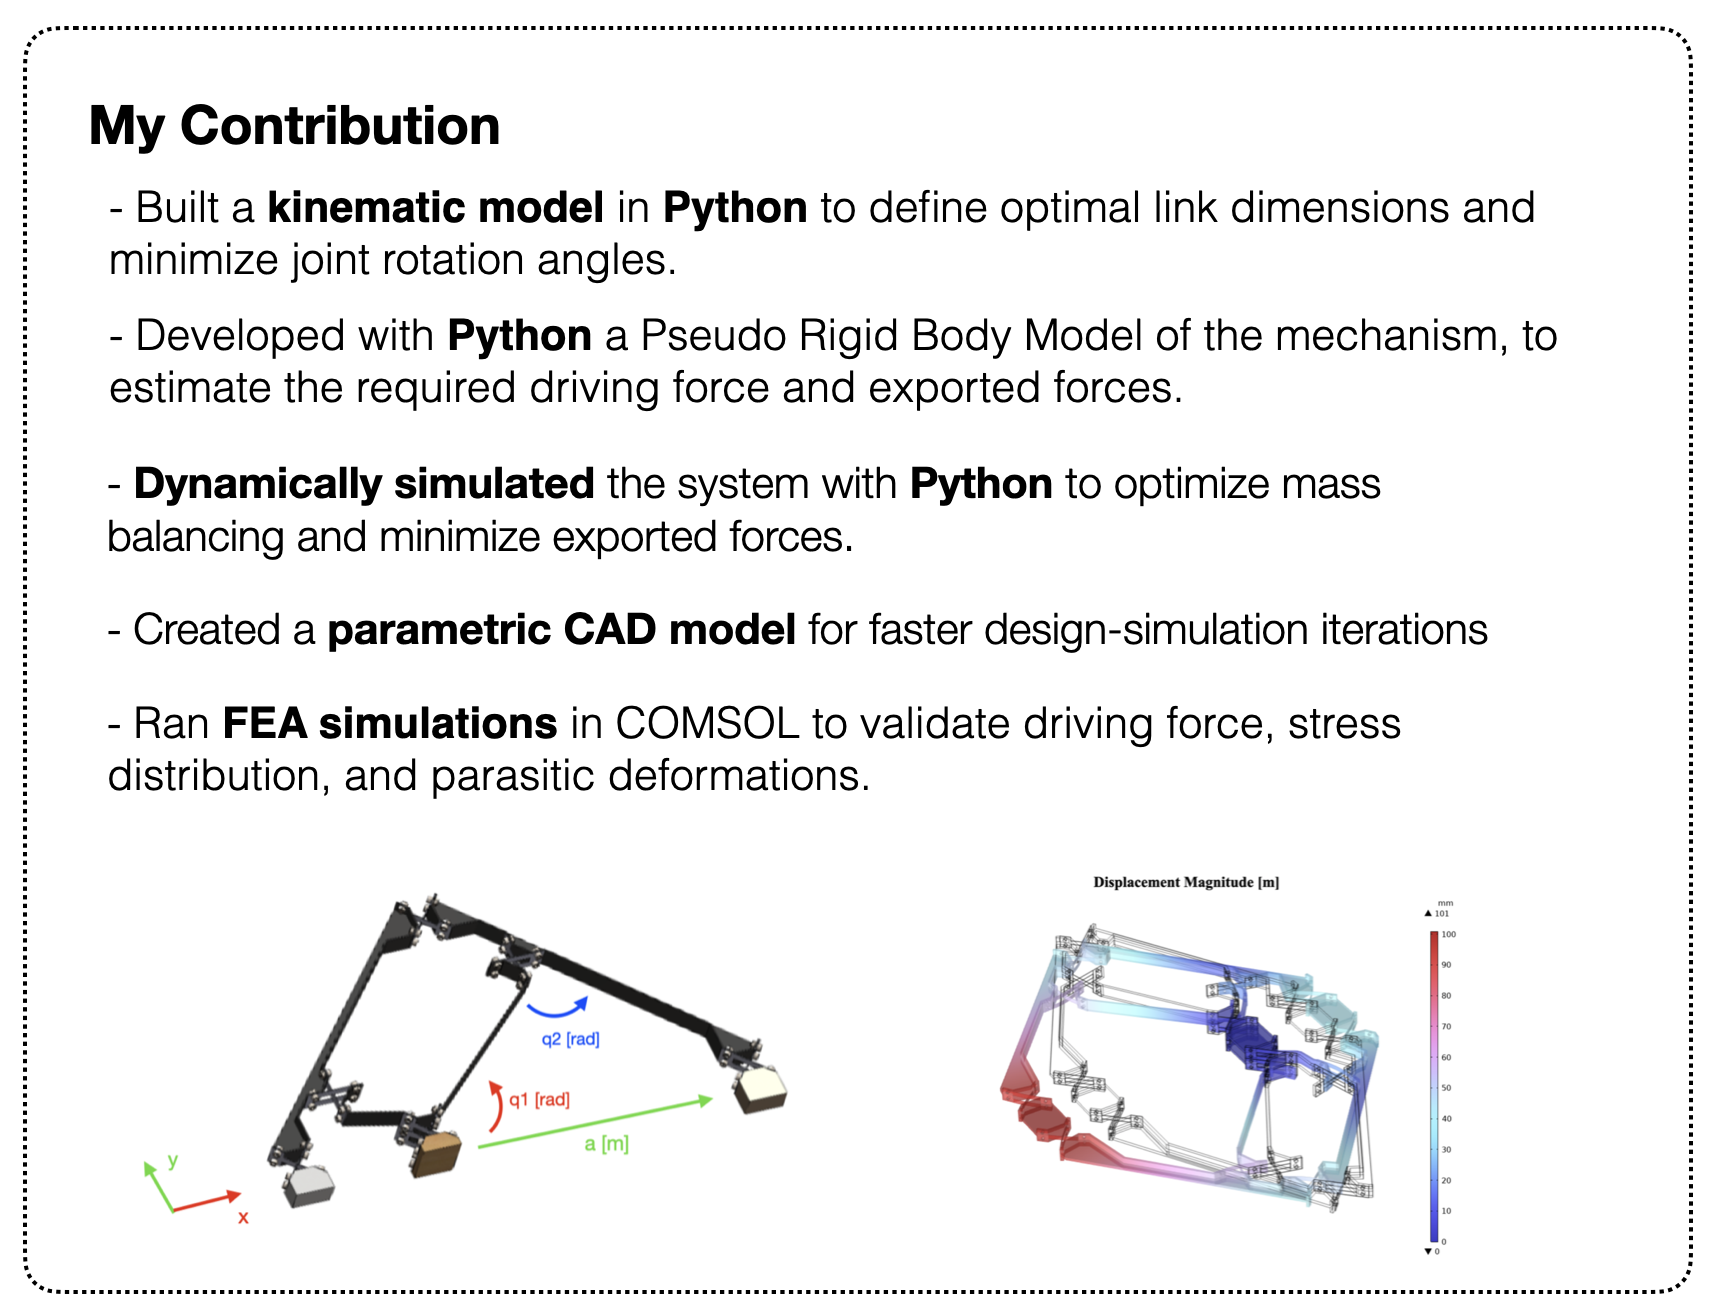 My Contribution
- Built a kinematic model in Python to define optimal link dimensions and
minimize joint rotation angles.
- Developed with Python a Pseudo Rigid Body Model of the mechanism, to
estimate the required driving force and exported forces.
- Dynamically simulated the system with Python to optimize mass
balancing and minimize exported forces.
- Created a parametric CAD model for faster design-simulation iterations
- Ran FEA simulations in COMSOL to validate driving force, stress
distribution, and parasitic deformations.
q2 [rad]
q1 [rad]
a [m]
y
x
Displacement Magnitude [m]
mm
▲ 101
100
90
80
70
60
50
40
30
20
10
0
▼ 0